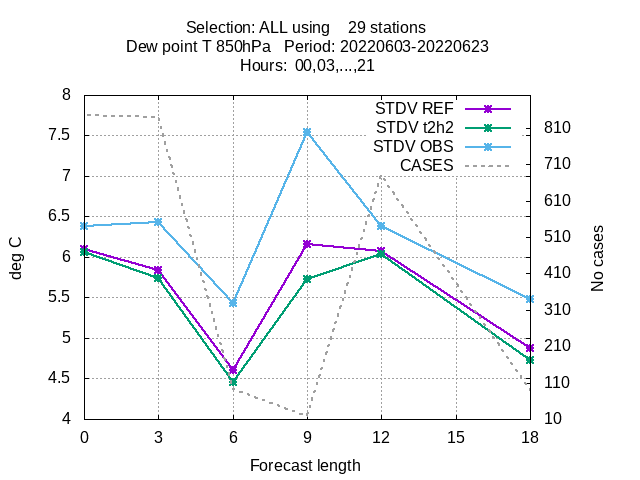 Selection: ALL using 29 stations
Dew point T 850hPa Period: 20220603-20220623
Hours: 00,03,...,21
STDV REF
STDV t2h2
STDV OBS
CASES
8
7.5
7
6.5
6
5.5
5
4.5
4
deg C
810
710
610
510
410
310
210
110
10
No cases
0 3 6 9 12 15 18
Forecast length